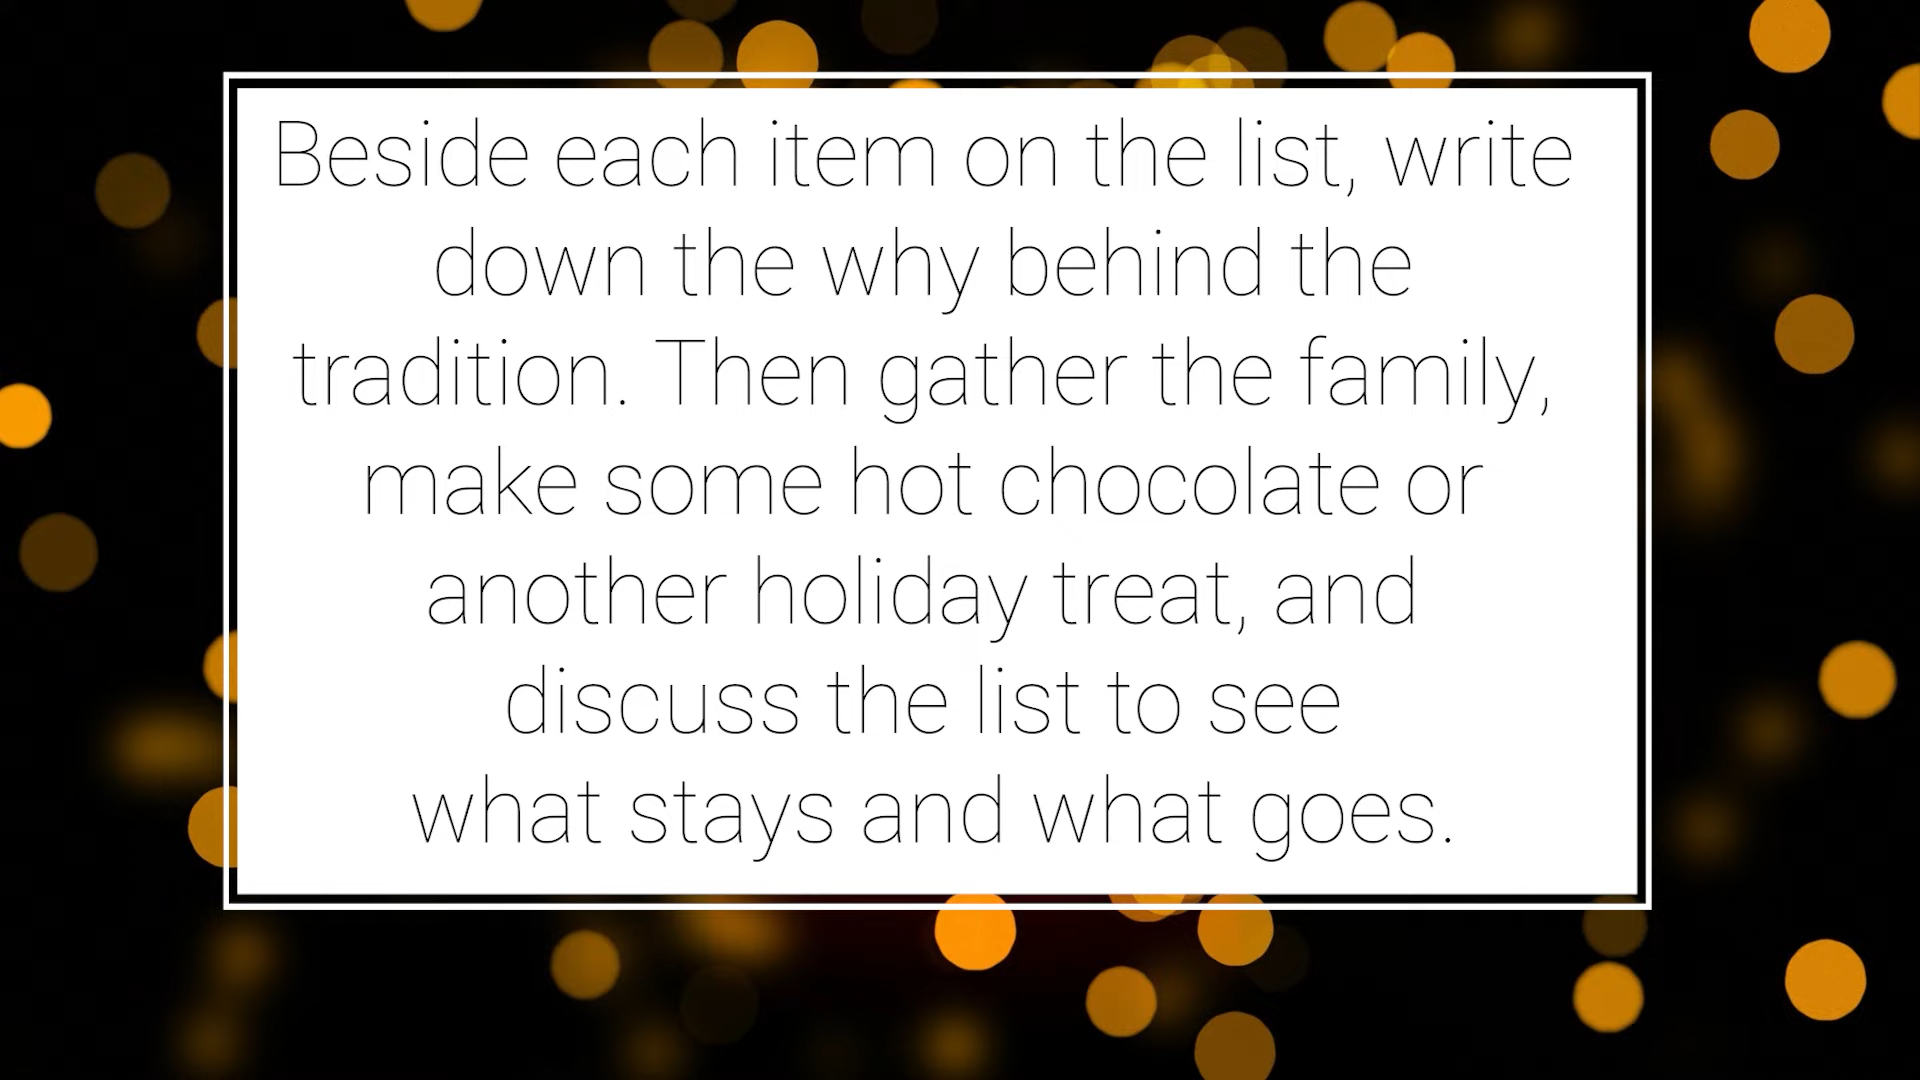 Beside each item on the list, write
down the why behind the
tradition. Then gather the family,
make some hot chocolate or
another holiday treat, and
discuss the list to see
what stays and what goes.